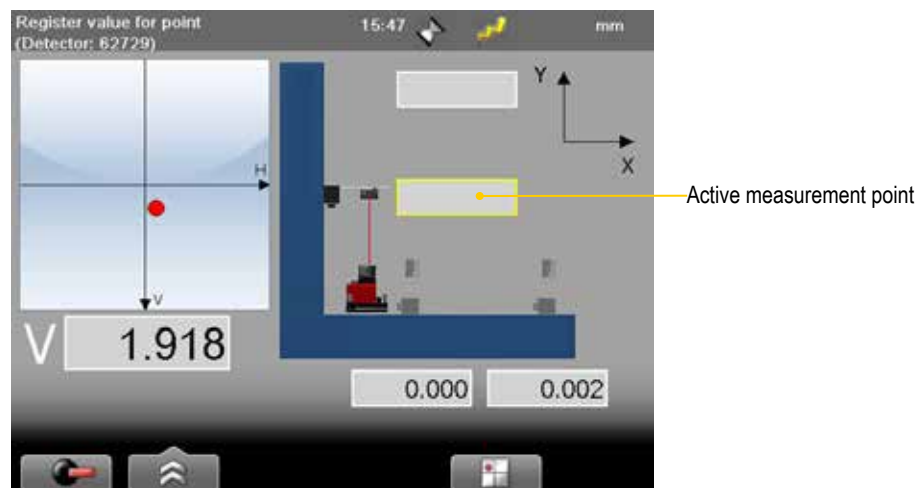 Register value for point
(Detector: 62729)
15:47
mm
Y
X
H
V
V 1.918
Active measurement point
0.000 0.002